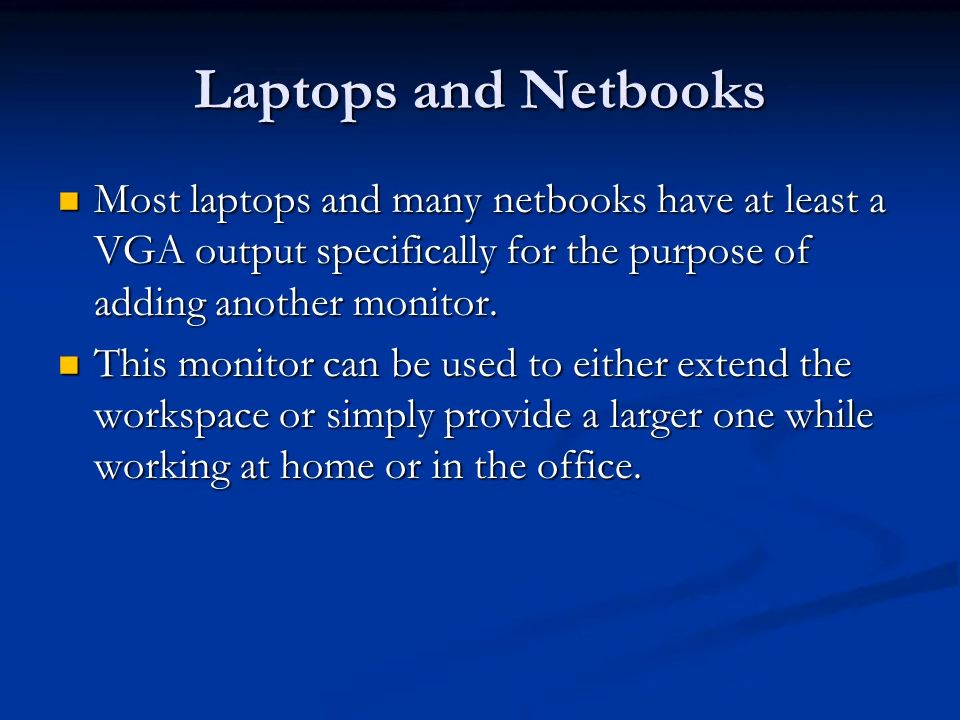 Laptops and Netbooks
Most laptops and many netbooks have at least a
VGA output specifically for the purpose of
adding another monitor.
This monitor can be used to either extend the
workspace or simply provide a larger one while
working at home or in the office.